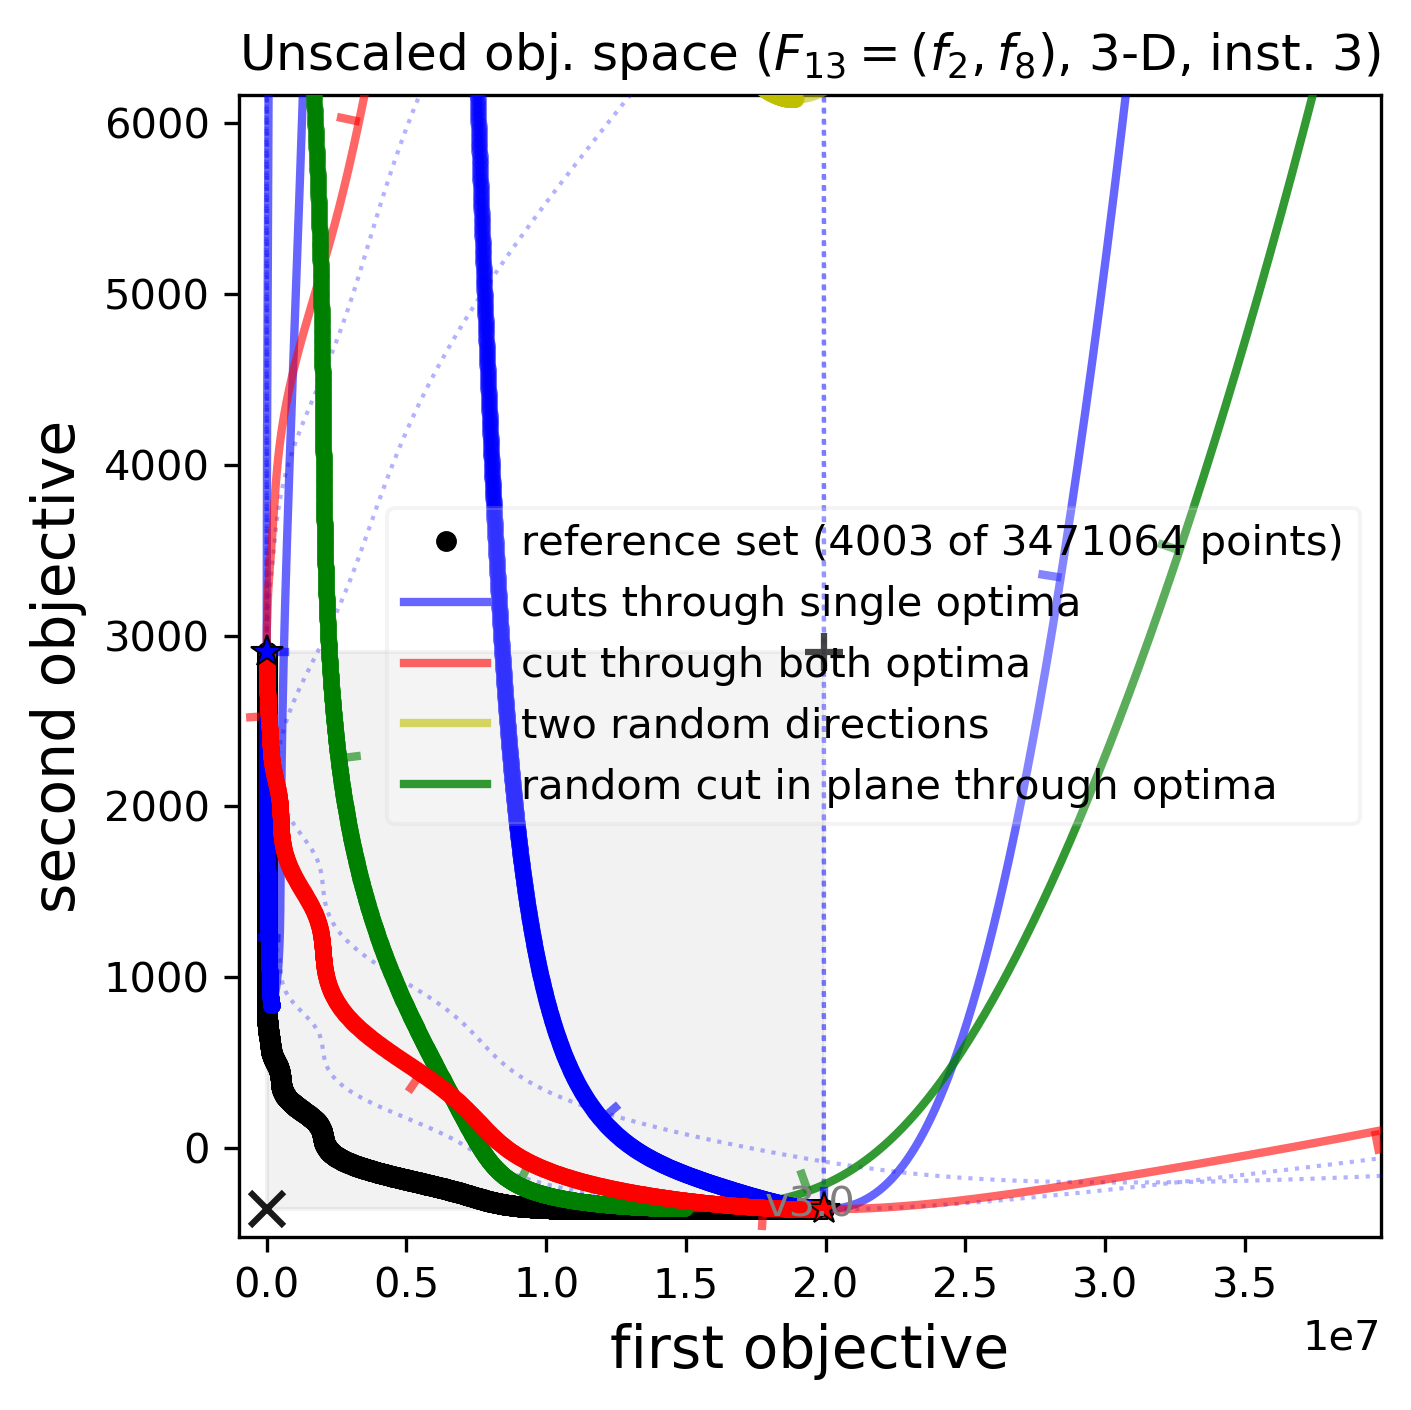 Unscaled obj. space (F13 = (f2, f8), 3-D, inst. 3)
6000
5000
4000
3000
2000
1000
0
second objective
reference set (4003 of 3471064 points)
cuts through single optima
cut through both optima
two random directions
random cut in plane through optima
v3.0
0.0 0.5 1.0 1.5 2.0 2.5 3.0 3.5
1e7
first objective